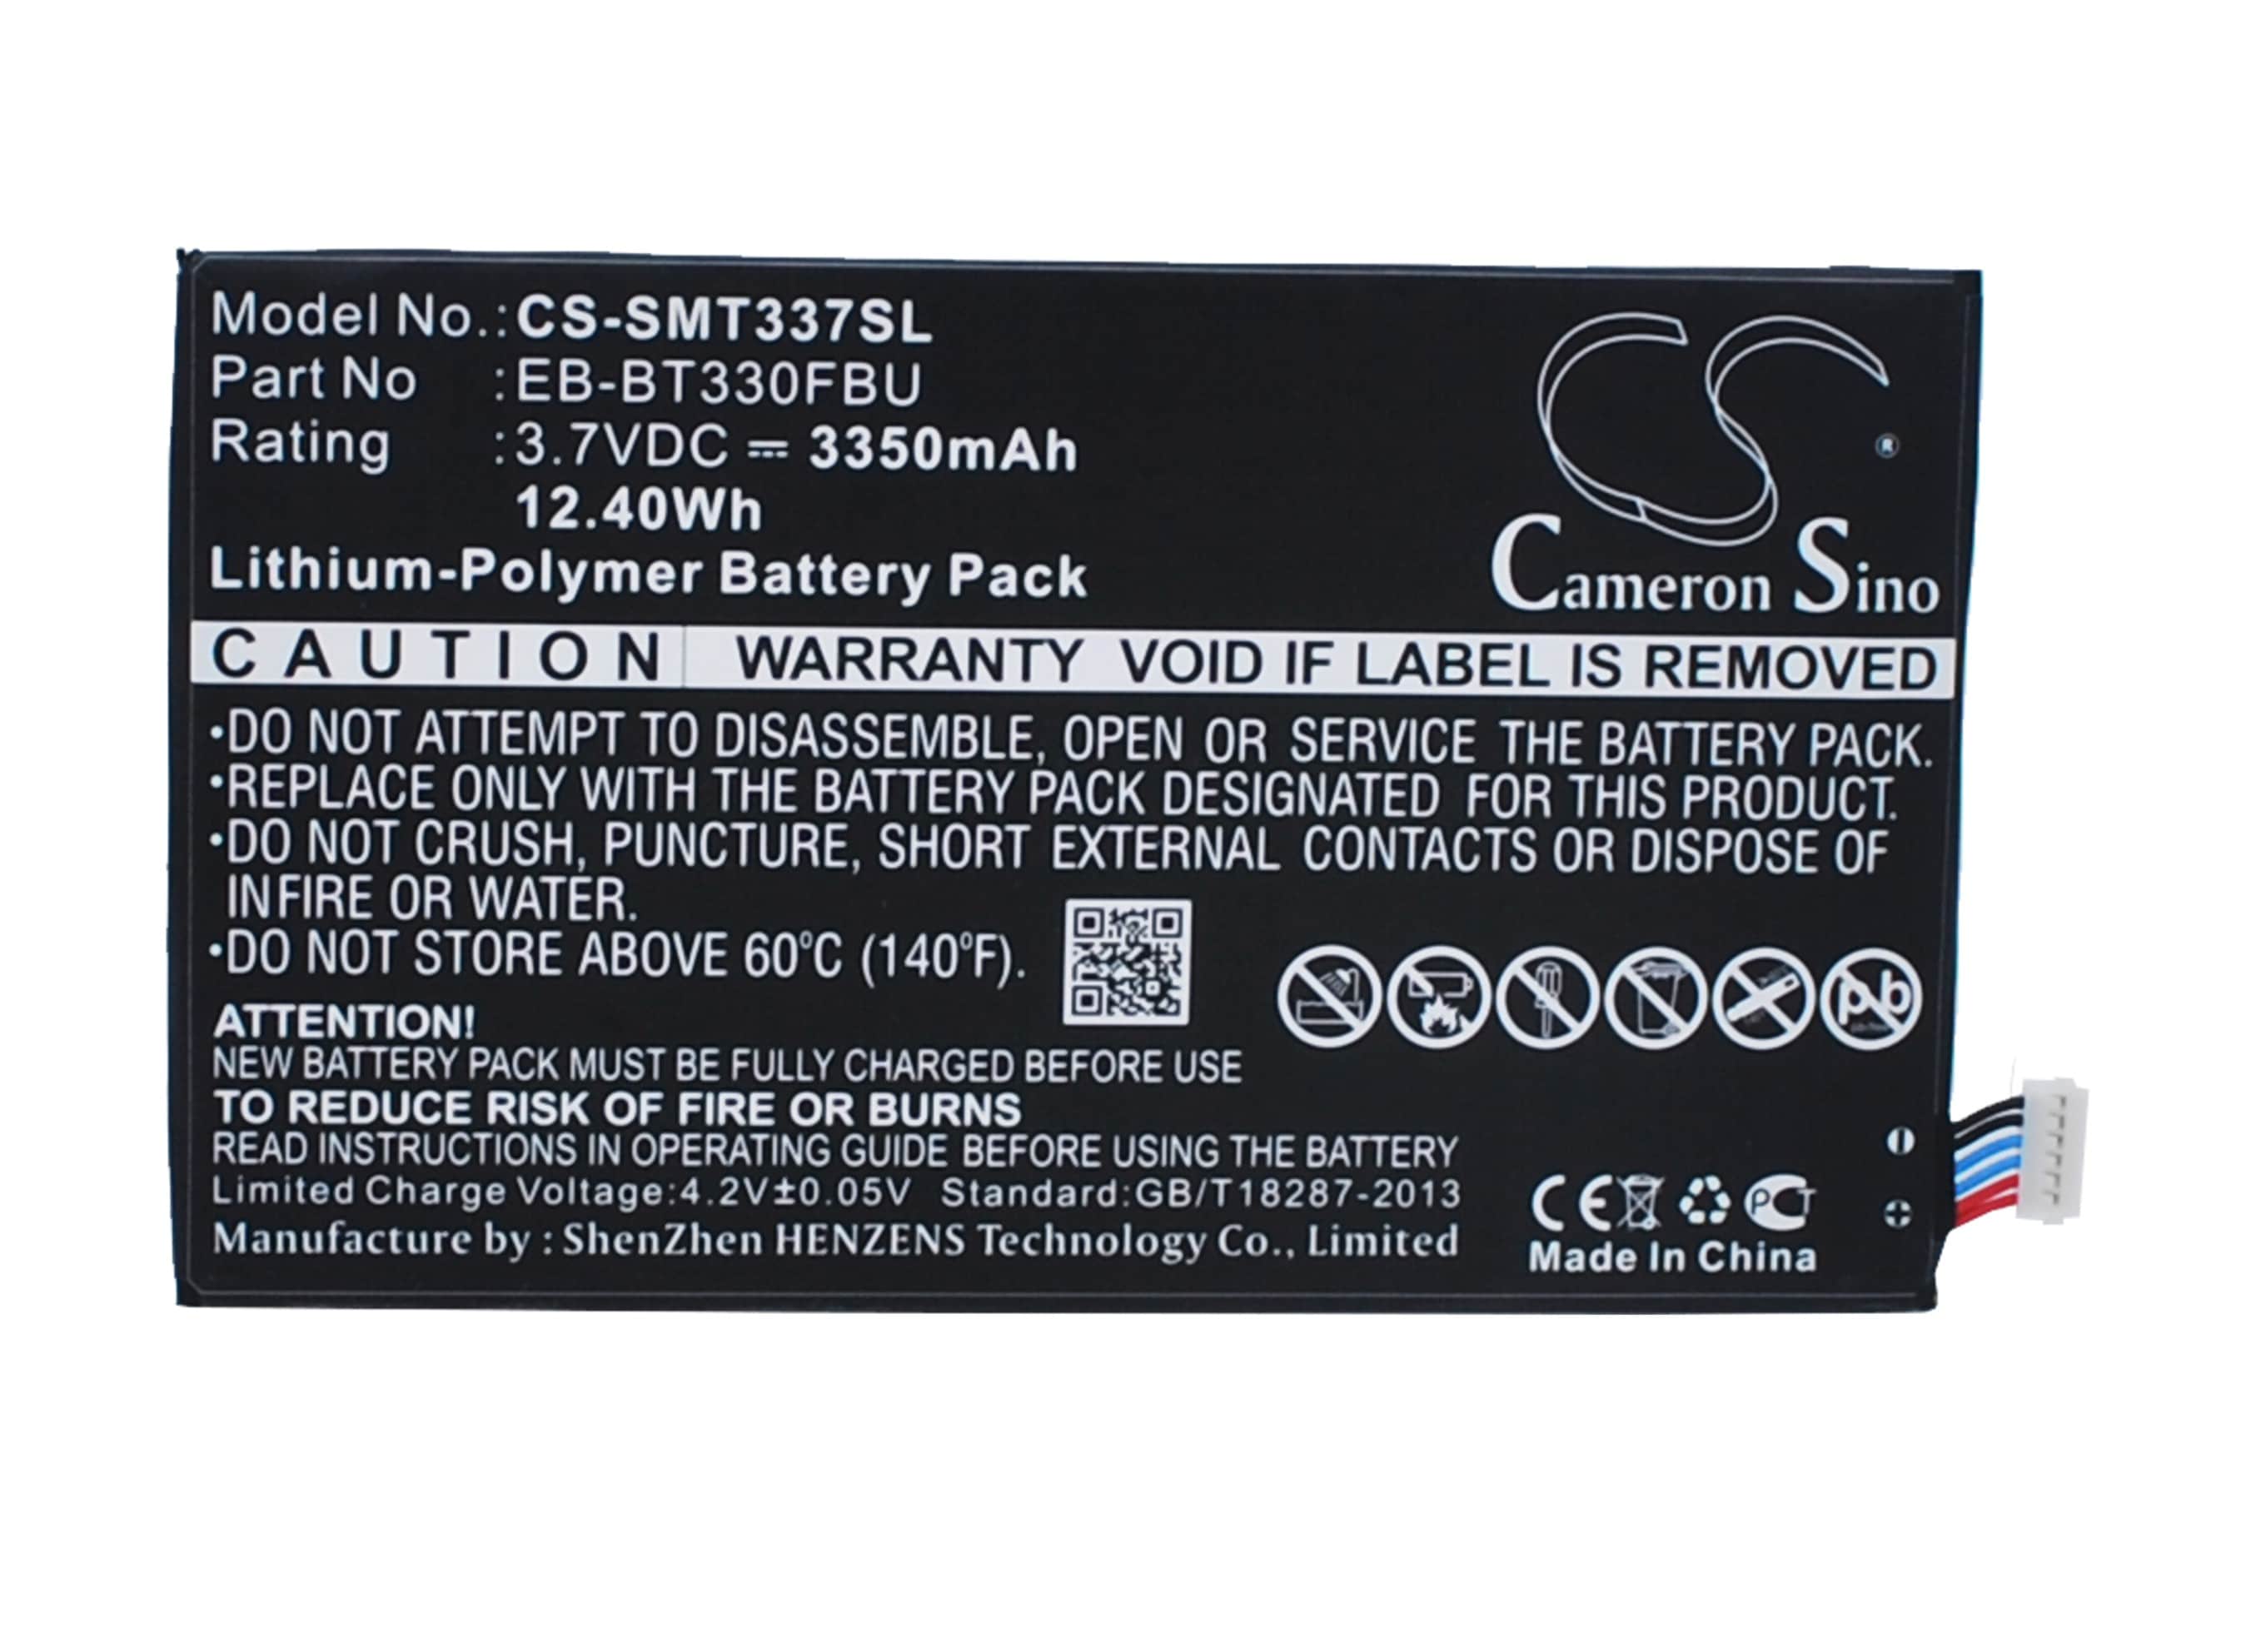 Model No.:CS-SMT337SL
Part No :EB-BT330FBU
Rating :3.7VDC ⎓ 3350mAh
12.40Wh
Lithium-Polymer Battery Pack
CS
®
Cameron Sino
CAUTION WARRANTY VOID IF LABEL IS REMOVED
•DO NOT ATTEMPT TO DISASSEMBLE, OPEN OR SERVICE THE BATTERY PACK.
•REPLACE ONLY WITH THE BATTERY PACK DESIGNATED FOR THIS PRODUCT.
•DO NOT CRUSH, PUNCTURE, SHORT EXTERNAL CONTACTS OR DISPOSE OF
INFIRE OR WATER.
•DO NOT STORE ABOVE 60°C (140°F).
Pb
ATTENTION!
NEW BATTERY PACK MUST BE FULLY CHARGED BEFORE USE
TO REDUCE RISK OF FIRE OR BURNS
READ INSTRUCTIONS IN OPERATING GUIDE BEFORE USING THE BATTERY
Limited Charge Voltage:4.2V±0.05V Standard:GB/T18287-2013
Manufacture by : ShenZhen HENZENS Technology Co., Limited
CE PCT
Made In China